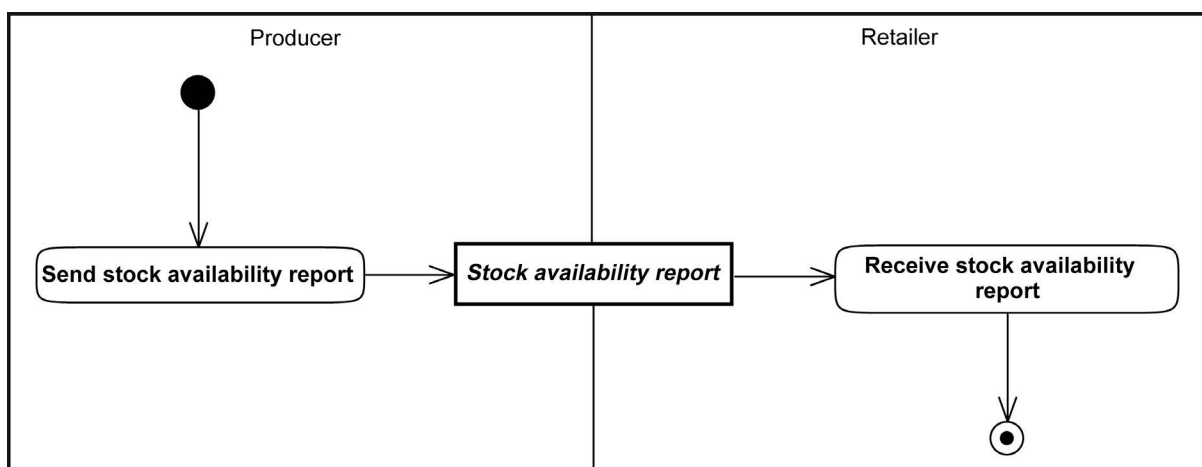 Producer
Retailer
Send stock availability report
Stock availability report
Receive stock availability
report